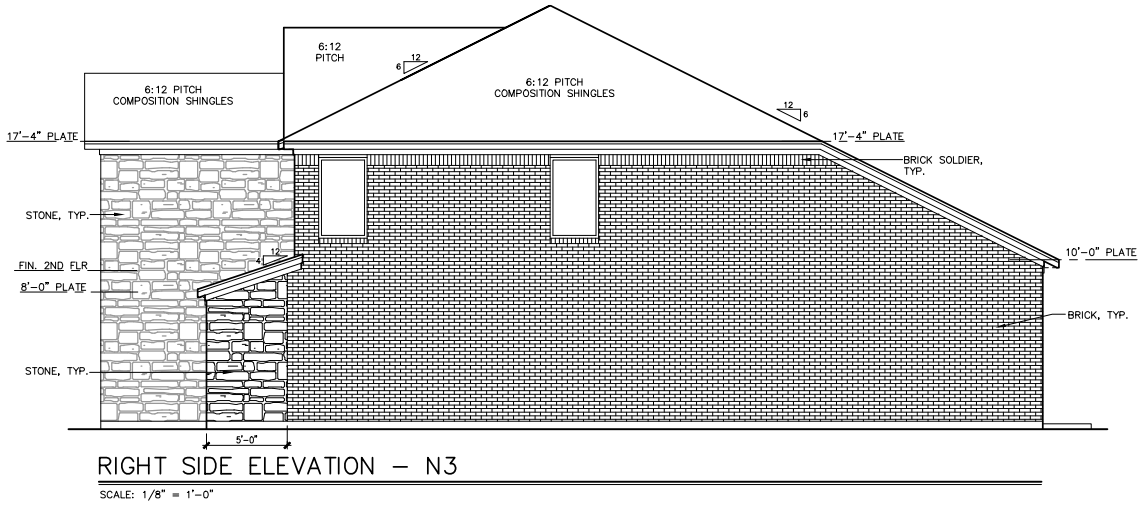 6:12
PITCH
12
6
6:12 PITCH
COMPOSITION SHINGLES
6:12 PITCH
COMPOSITION SHINGLES
12
6
17'-4" PLATE
17'-4" PLATE
BRICK SOLDIER,
TYP.
STONE, TYP.
12
4
10'-0" PLATE
FIN. 2ND FLR
8'-0" PLATE
BRICK, TYP.
STONE, TYP.
5'-0"
RIGHT SIDE ELEVATION - N3
SCALE: 1/8" = 1'-0"